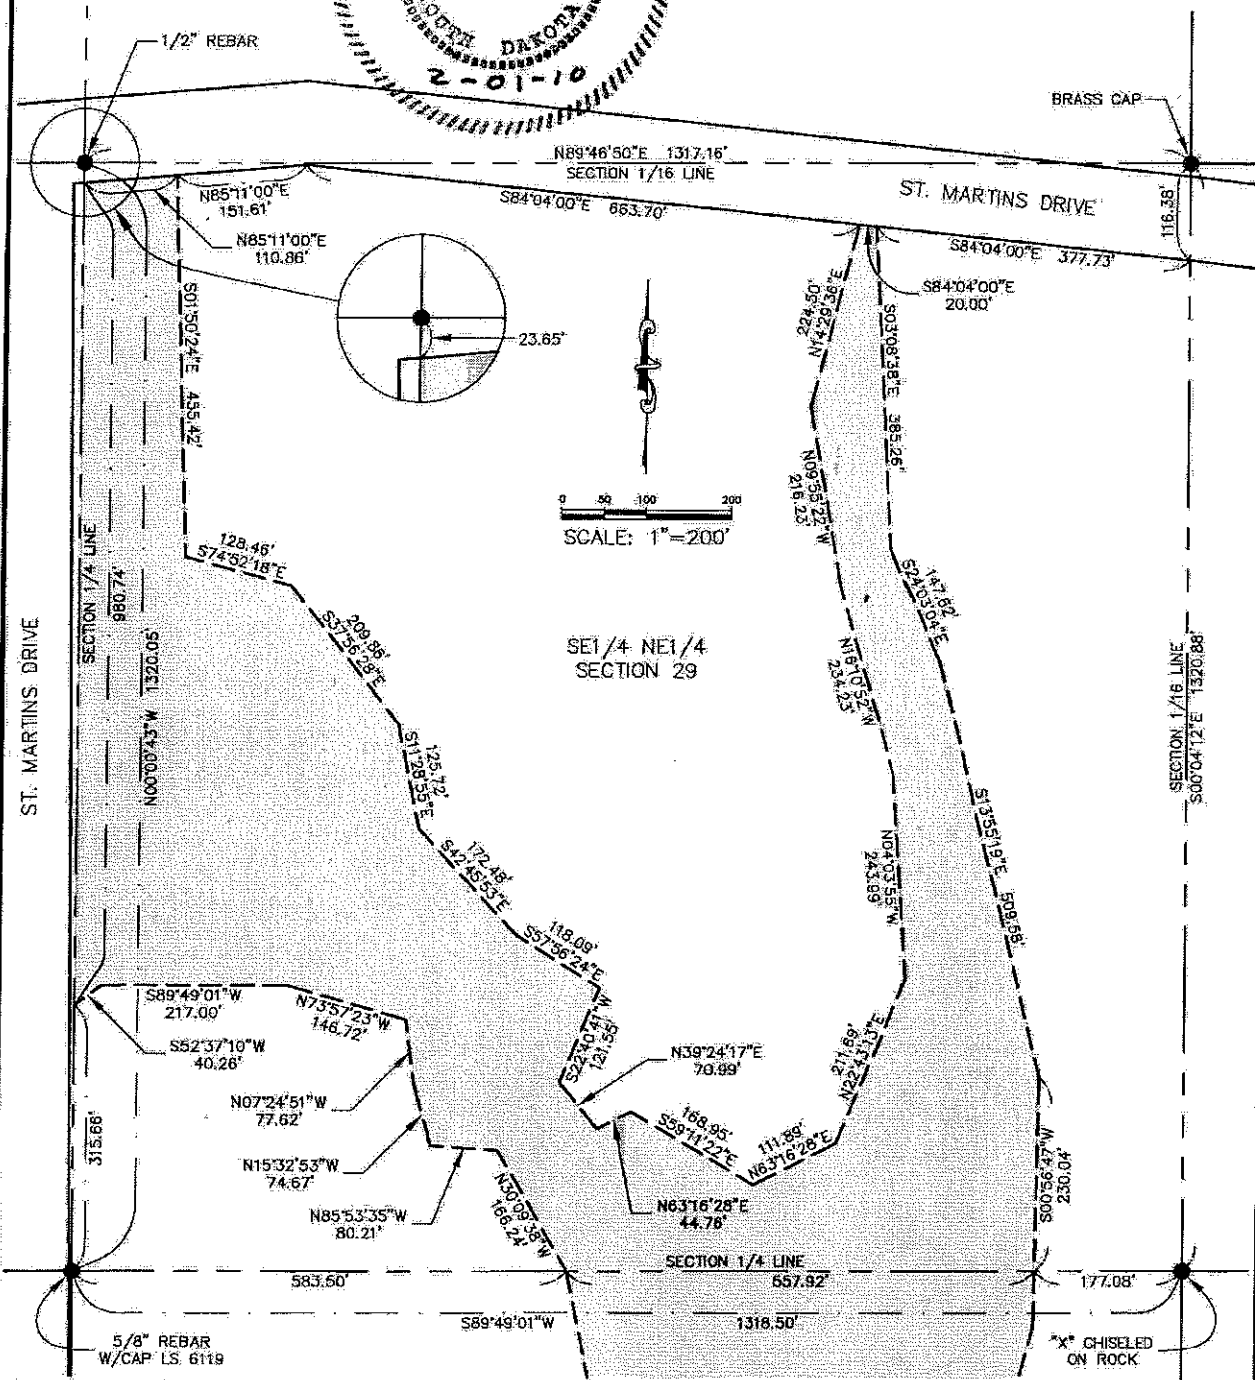 SOUTH DAKOTA
2-01-10
1/2" REBAR
BRASS CAP
N89°46'50"E 1317.16'
SECTION 1/16 LINE
ST. MARTINS DRIVE
N85°11'00"E
151.61'
S84°04'00"E 663.70'
116.38'
N85°11'00"E
110.86'
S84°04'00"E 377.73'
S84°04'00"E
20.00'
23.65'
S01°50'24"E 455.42'
224.50'
N14°29'36"E
S03°08'38"E 385.26'
0 50 100 200
SCALE: 1"=200'
N09°55'22"W
216.23'
128.46'
S74°52'18"E
147.62'
S24°03'04"E
SECTION 1/4 LINE
980.74'
N00°00'43"W 1320.05'
ST. MARTINS DRIVE
209.86'
S37°56'28"E
SE1/4 NE1/4
SECTION 29
N16°10'52"W
234.23'
SECTION 1/16 LINE
S00°04'12"E 1320.88'
125.72'
S11°28'55"E
S13°55'19"E 509.58'
172.48'
S42°45'53"E
N04°03'55"W
243.99'
118.09'
S57°56'24"E
S89°49'01"W
217.00'
N73°57'23"W
146.72'
S52°37'10"W
40.26'
S22°40'41"W
121.55'
N39°24'17"E
70.99'
211.69'
N22°43'13"E
N07°24'51"W
77.62'
315.66'
168.95'
S59°11'22"E
111.89'
N63°16'28"E
N15°32'53"W
74.67'
S00°56'47"W
230.04'
N85°53'35"W
80.21'
N30°09'38"W
166.24'
N63°16'28"E
44.76'
SECTION 1/4 LINE
583.50'
557.92'
177.08'
S89°49'01"W
1318.50'
5/8" REBAR
W/CAP LS 6119
"X" CHISELED
ON ROCK